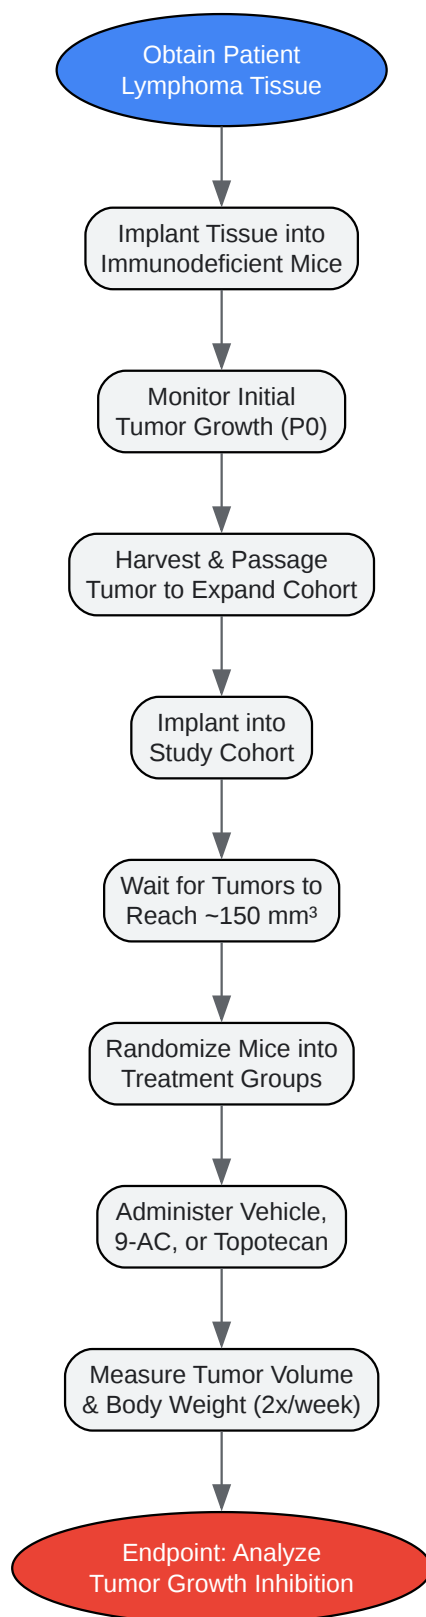 Obtain Patient
Lymphoma Tissue
Implant Tissue into
Immunodeficient Mice
Monitor Initial
Tumor Growth (P0)
Harvest & Passage
Tumor to Expand Cohort
Implant into
Study Cohort
Wait for Tumors to
Reach ~150 mm³
Randomize Mice into
Treatment Groups
Administer Vehicle,
9-AC, or Topotecan
Measure Tumor Volume
& Body Weight (2x/week)
Endpoint: Analyze
Tumor Growth Inhibition